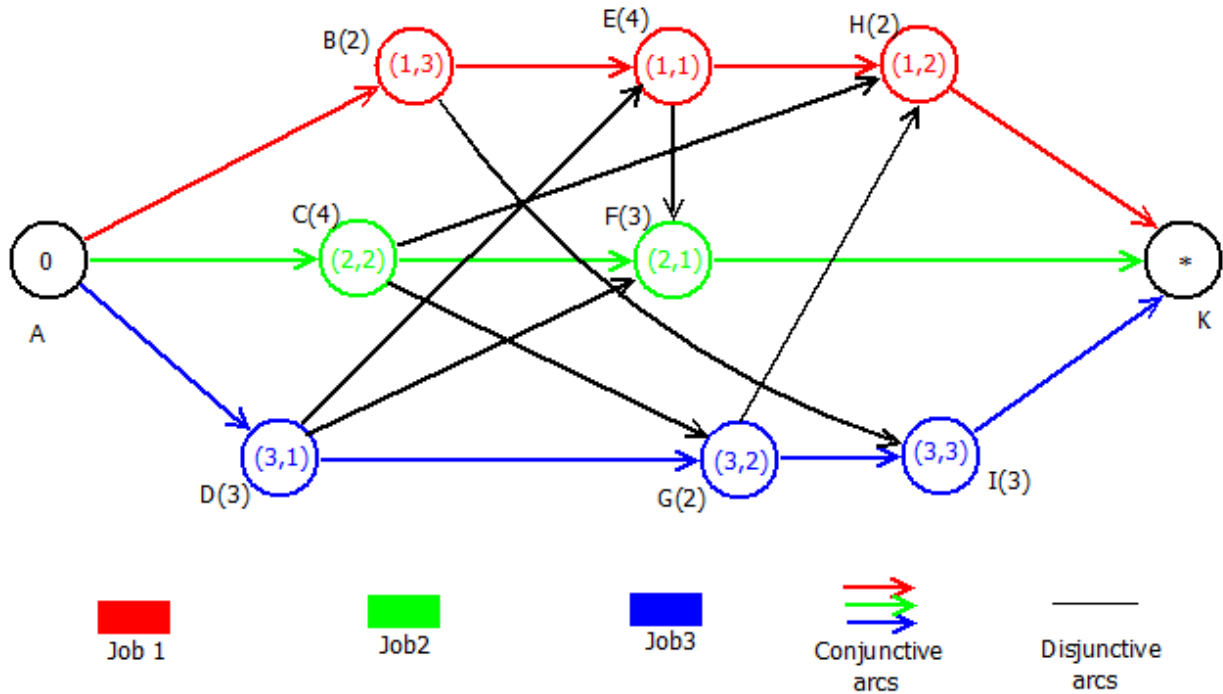 E(4)
H(2)
B(2)
(1,3)
(1,1)
(1,2)
C(4)
F(3)
0
(2,2)
(2,1)
*
A
K
(3,1)
(3,2)
(3,3)
D(3)
G(2)
I(3)
Job 1
Job2
Job3
Conjunctive
arcs
Disjunctive
arcs